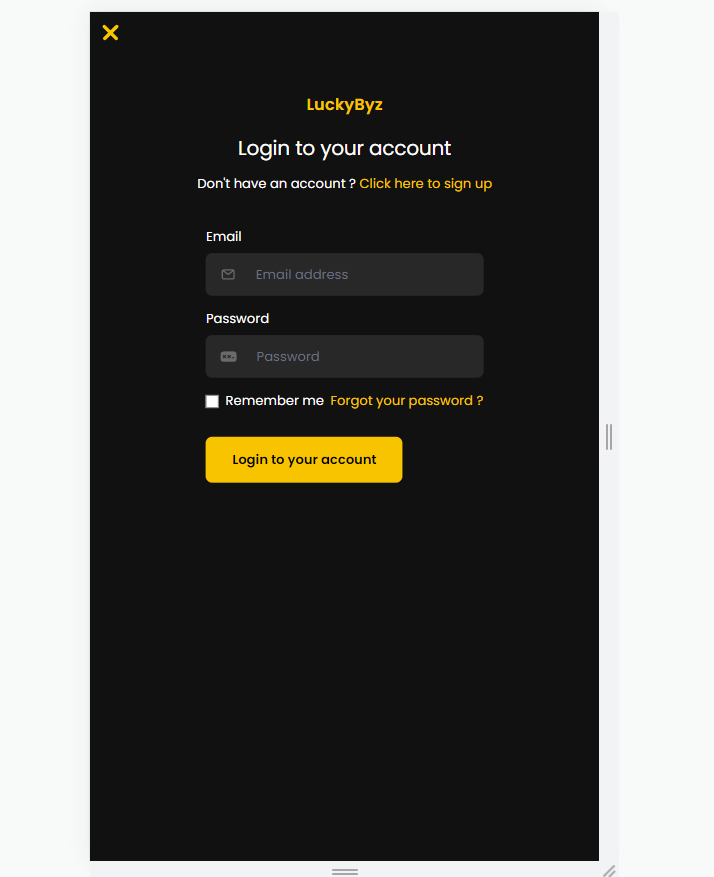 LuckyByz
Login to your account
Don't have an account ? Click here to sign up
Email
Email address
Password
Password
Remember me Forgot your password ?
Login to your account